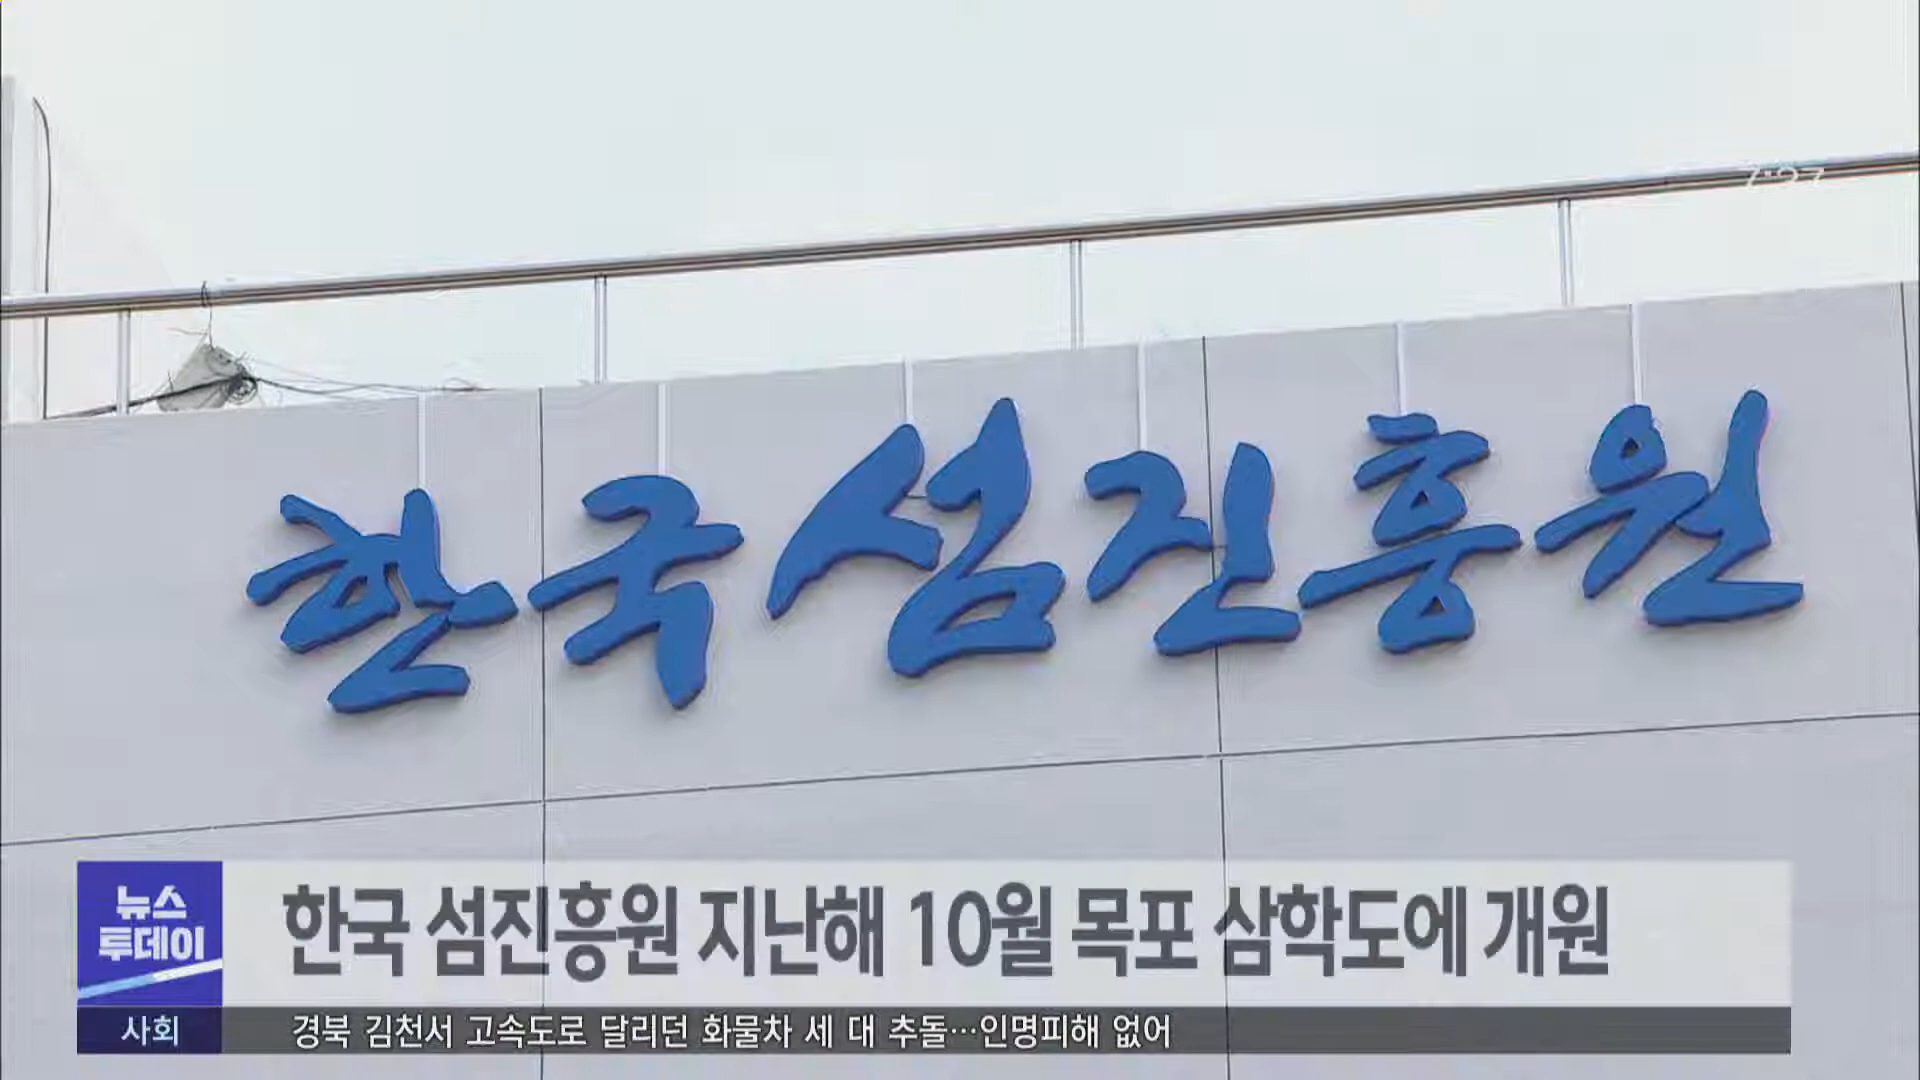 7:27
한국섬진흥원
뉴스
투데이
한국 섬진흥원 지난해 10월 목포 삼학도에 개원
사회
경북 김천서 고속도로 달리던 화물차 세 대 추돌…인명피해 없어